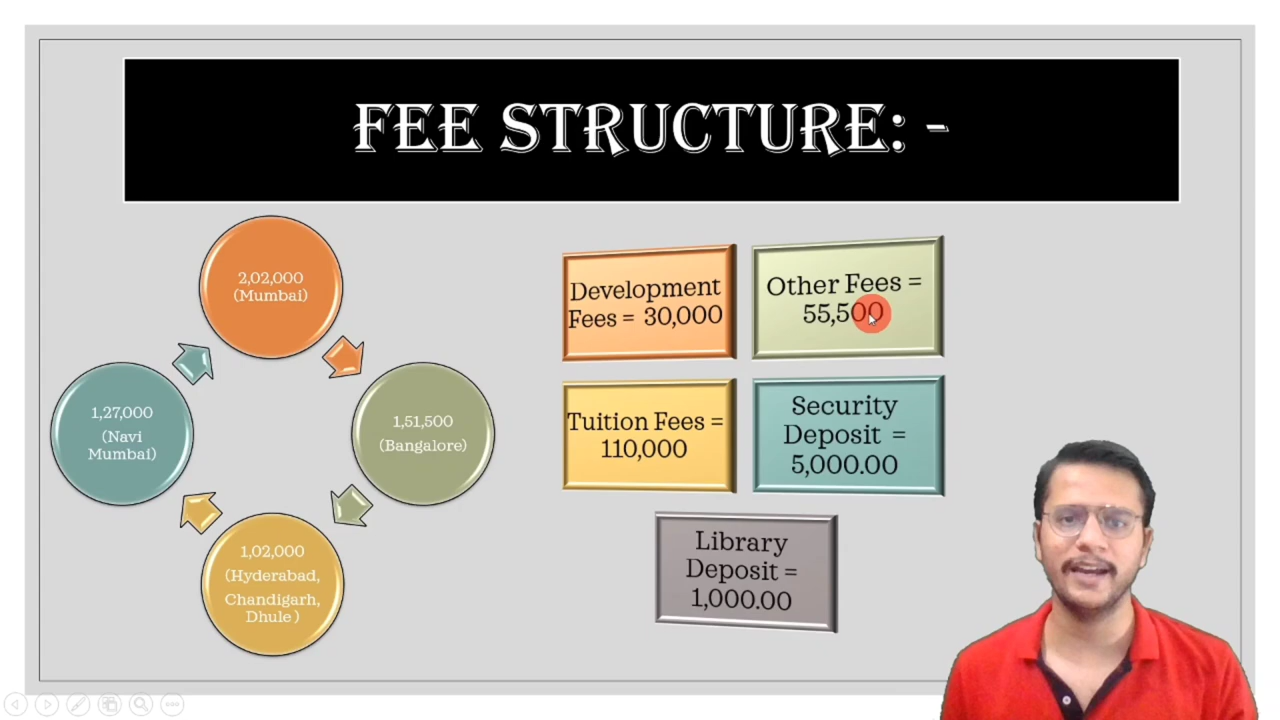 FEE STRUCTURE: -
2,02,000
(Mumbai)
1,51,500
(Bangalore)
1,02,000
(Hyderabad,
Chandigarh,
Dhule )
1,27,000
(Navi
Mumbai)
Development
Fees = 30,000
Other Fees =
55,500
Tuition Fees =
110,000
Security
Deposit =
5,000.00
Library
Deposit =
1,000.00